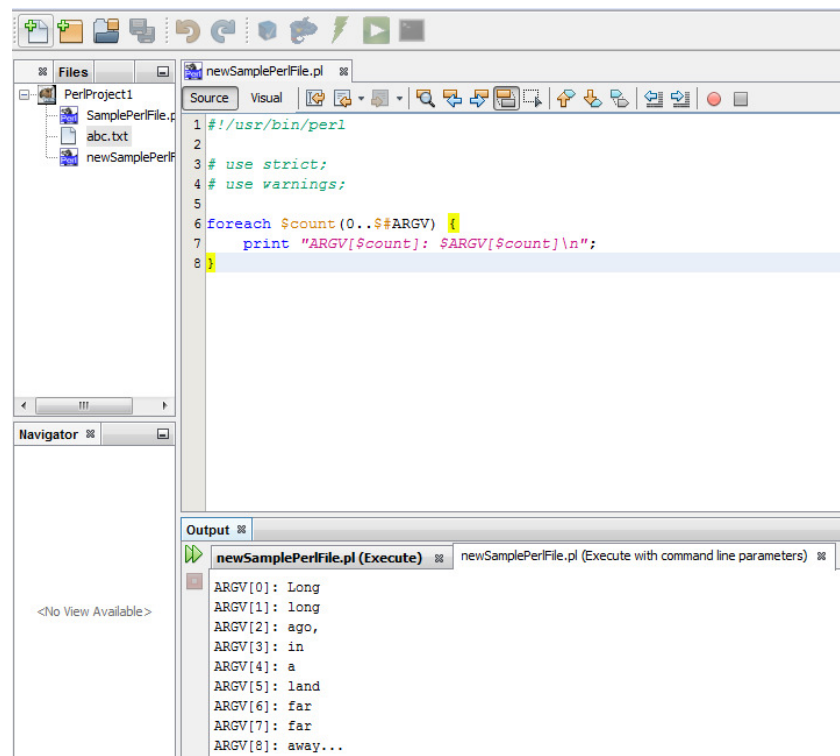 Files
PerlProject1
SamplePerlFile.p
abc.txt
newSamplePerlF
Navigator
<No View Available>
newSamplePerlFile.pl
Source Visual
1 #!/usr/bin/perl
2
3 # use strict;
4 # use warnings;
5
6 foreach $count(0..$#ARGV) {
7 print "ARGV[$count]: $ARGV[$count]\n";
8 }
Output
newSamplePerlFile.pl (Execute) newSamplePerlFile.pl (Execute with command line parameters)
ARGV[0]: Long
ARGV[1]: long
ARGV[2]: ago,
ARGV[3]: in
ARGV[4]: a
ARGV[5]: land
ARGV[6]: far
ARGV[7]: far
ARGV[8]: away...